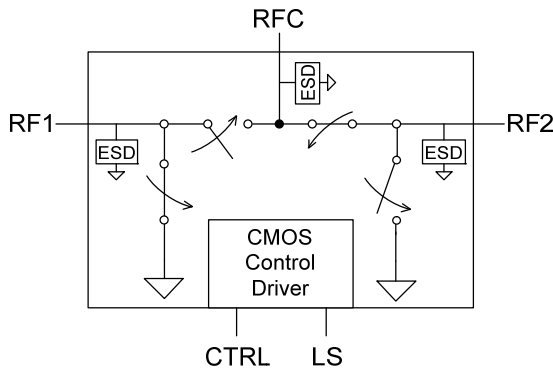 RFC
ESD
RF1
RF2
ESD
ESD
CMOS
Control
Driver
CTRL
LS